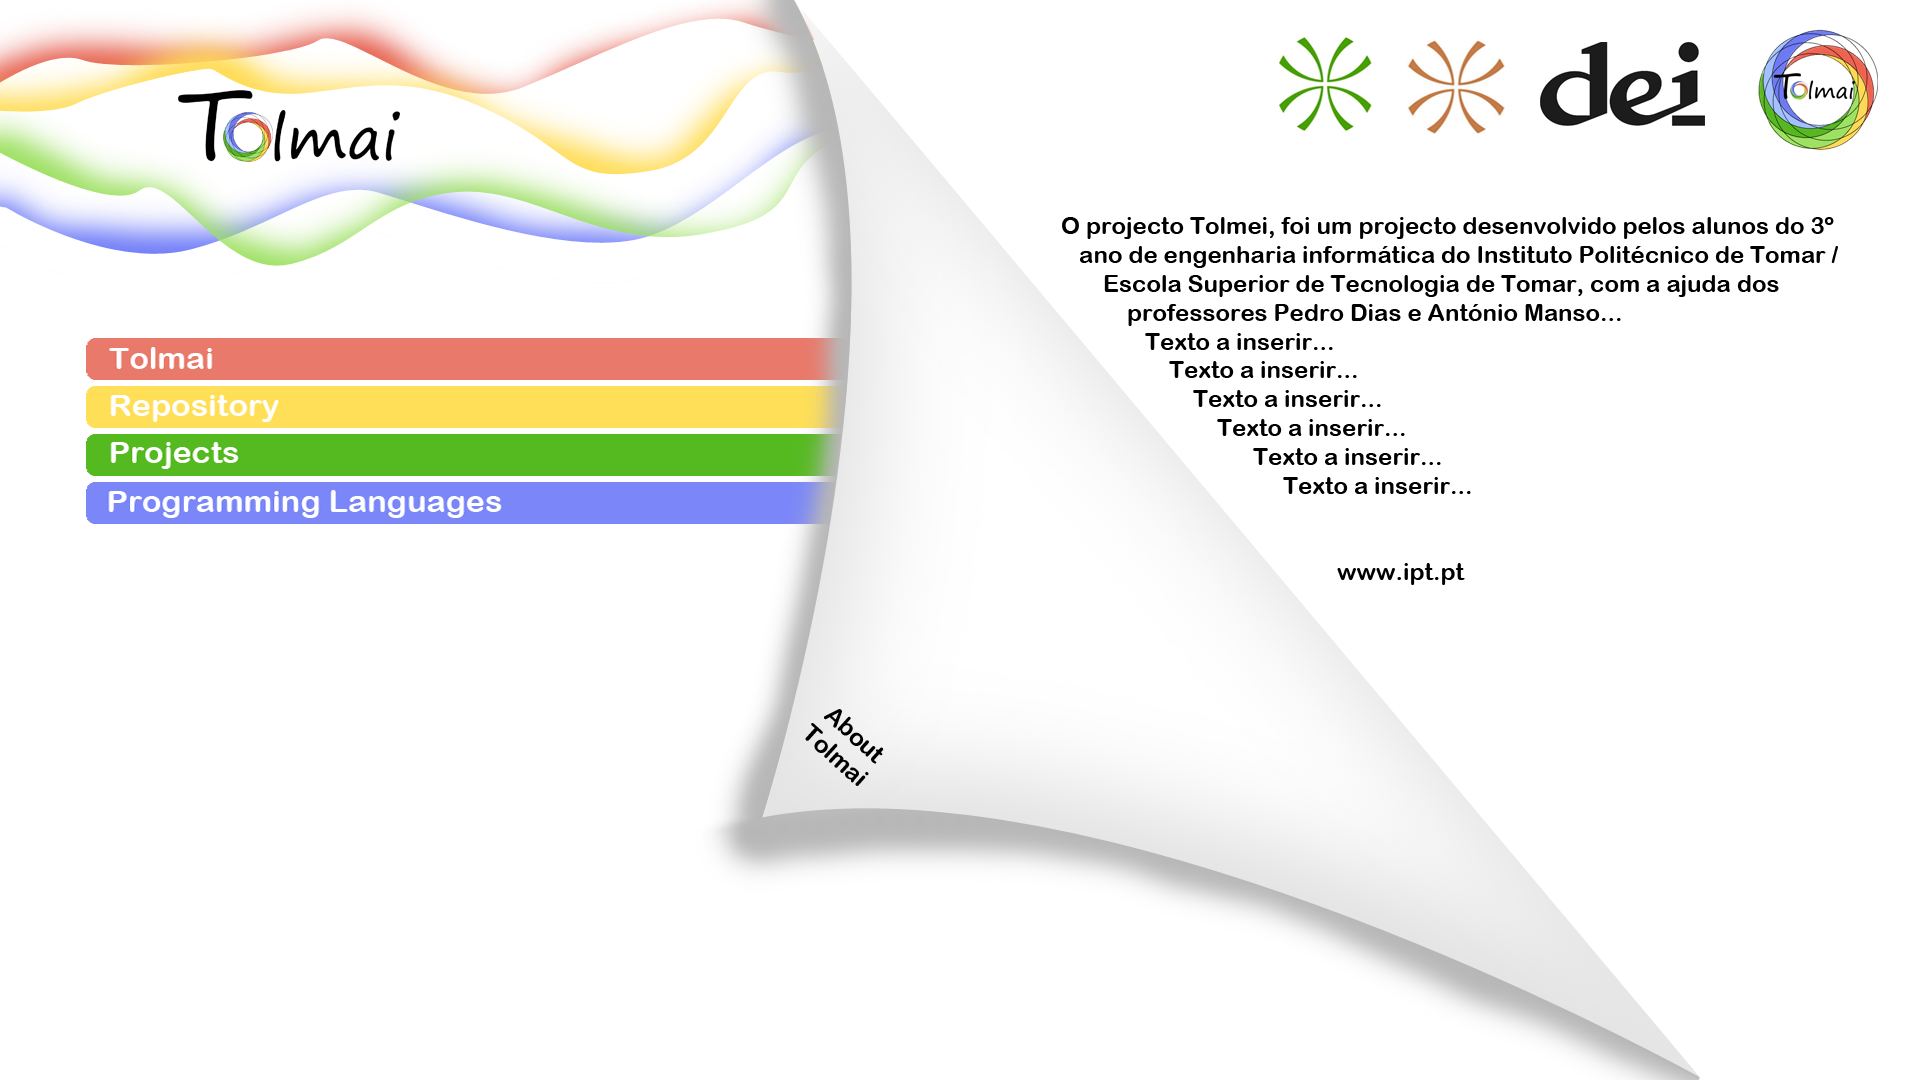 Tolmai
dei
Tolmai
O projecto Tolmei, foi um projecto desenvolvido pelos alunos do 3º
ano de engenharia informática do Instituto Politécnico de Tomar /
Escola Superior de Tecnologia de Tomar, com a ajuda dos
professores Pedro Dias e António Manso...
Texto a inserir...
Texto a inserir...
Texto a inserir...
Texto a inserir...
Texto a inserir...
Texto a inserir...
www.ipt.pt
Tolmai
Repository
Projects
Programming Languages
About
Tolmai